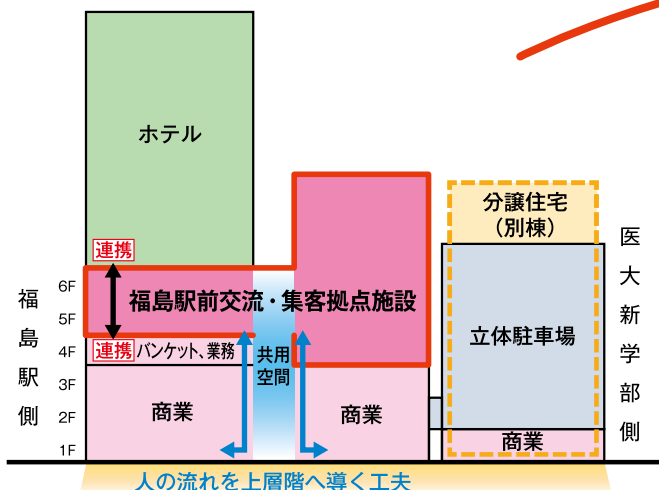 ホテル
分譲住宅
(別棟)
連携
6F
福島駅前交流・集客拠点施設
5F
連携
バンケット、業務
4F
共用
空間
立体駐車場
3F
商業
商業
2F
商業
1F
福島駅側
医大新学部側
人の流れを上層階へ導く工夫